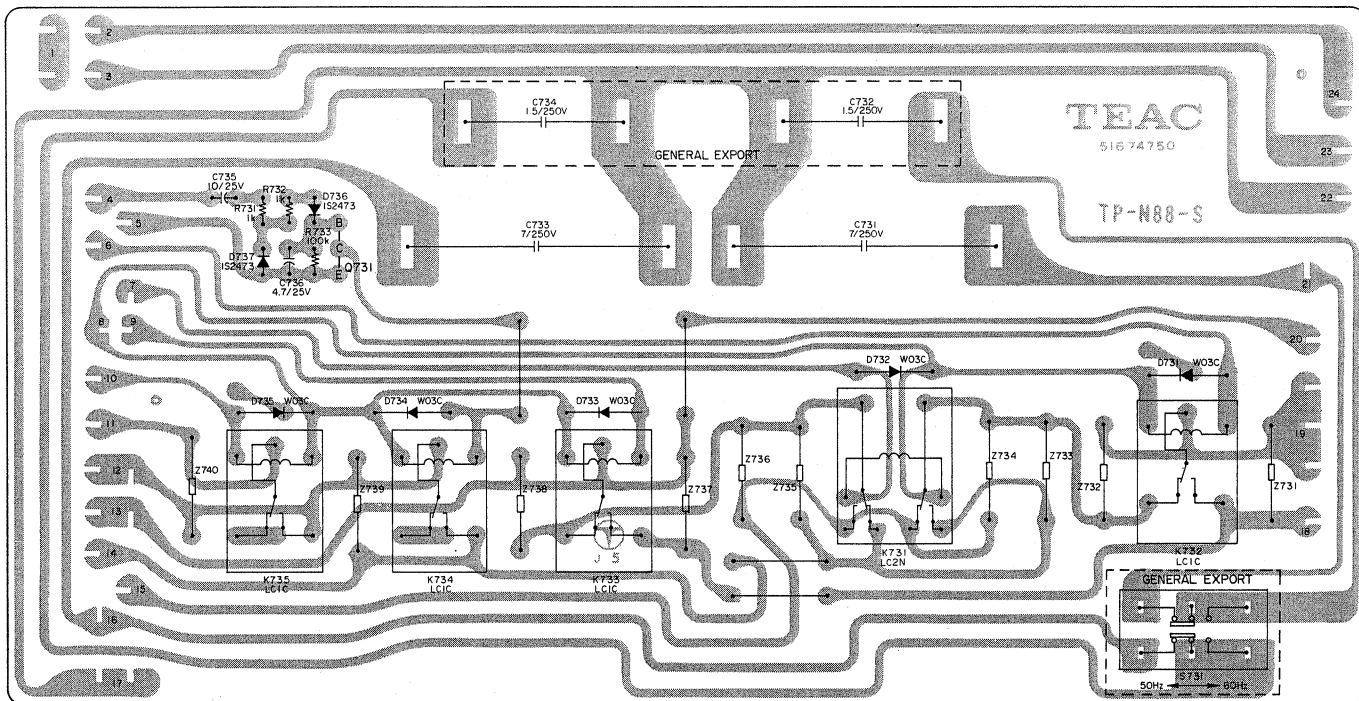 1
2
3
24
C734
1.5/250V
C732
1.5/250V
GENERAL EXPORT
TEAC
51674750
23
22
TP-N88-S
4
5
6
C735
10/25V
R732
1k
R731
1k
D736
1S2473
B
R733
100k
C
D737
1S2473
Q731
E
C736
4.7/25V
C733
7/250V
C731
7/250V
21
7
8
9
20
D732
W03C
D731
W03C
10
D735
W03C
D734
W03C
D733
W03C
11
19
12
Z740
Z739
Z738
Z737
Z736
Z735
Z734
Z733
Z732
Z731
13
18
J 5
14
K735
LC1C
K734
LC1C
K733
LC1C
K731
LC2N
K732
LC1C
15
GENERAL EXPORT
16
17
S731
50Hz
60Hz